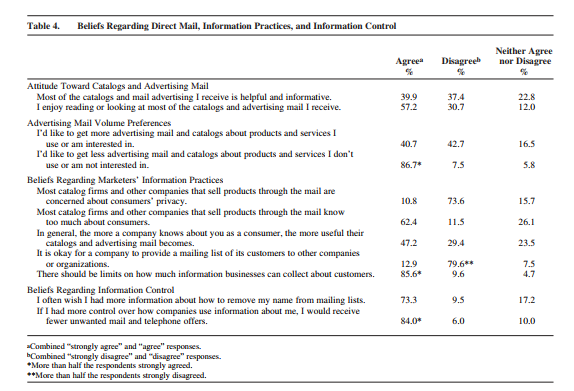 Table 4. Beliefs Regarding Direct Mail, Information Practices, and Information Control
Neither Agree
Agreea Disagreeb nor Disagree
% % %
Attitude Toward Catalogs and Advertising Mail
Most of the catalogs and mail advertising I receive is helpful and informative. 39.9 37.4 22.8
I enjoy reading or looking at most of the catalogs and advertising mail I receive. 57.2 30.7 12.0
Advertising Mail Volume Preferences
I'd like to get more advertising mail and catalogs about products and services I
use or am interested in. 40.7 42.7 16.5
I'd like to get less advertising mail and catalogs about products and services I don't
use or am not interested in. 86.7* 7.5 5.8
Beliefs Regarding Marketers' Information Practices
Most catalog firms and other companies that sell products through the mail are
concerned about consumers' privacy. 10.8 73.6 15.7
Most catalog firms and other companies that sell products through the mail know
too much about consumers. 62.4 11.5 26.1
In general, the more a company knows about you as a consumer, the more useful their
catalogs and advertising mail becomes. 47.2 29.4 23.5
It is okay for a company to provide a mailing list of its customers to other companies
or organizations. 12.9 79.6** 7.5
There should be limits on how much information businesses can collect about customers. 85.6* 9.6 4.7
Beliefs Regarding Information Control
I often wish I had more information about how to remove my name from mailing lists. 73.3 9.5 17.2
If I had more control over how companies use information about me, I would receive
fewer unwanted mail and telephone offers. 84.0* 6.0 10.0
aCombined "strongly agree" and "agree" responses.
bCombined "strongly disagree" and "disagree" responses.
*More than half the respondents strongly agreed.
**More than half the respondents strongly disagreed.